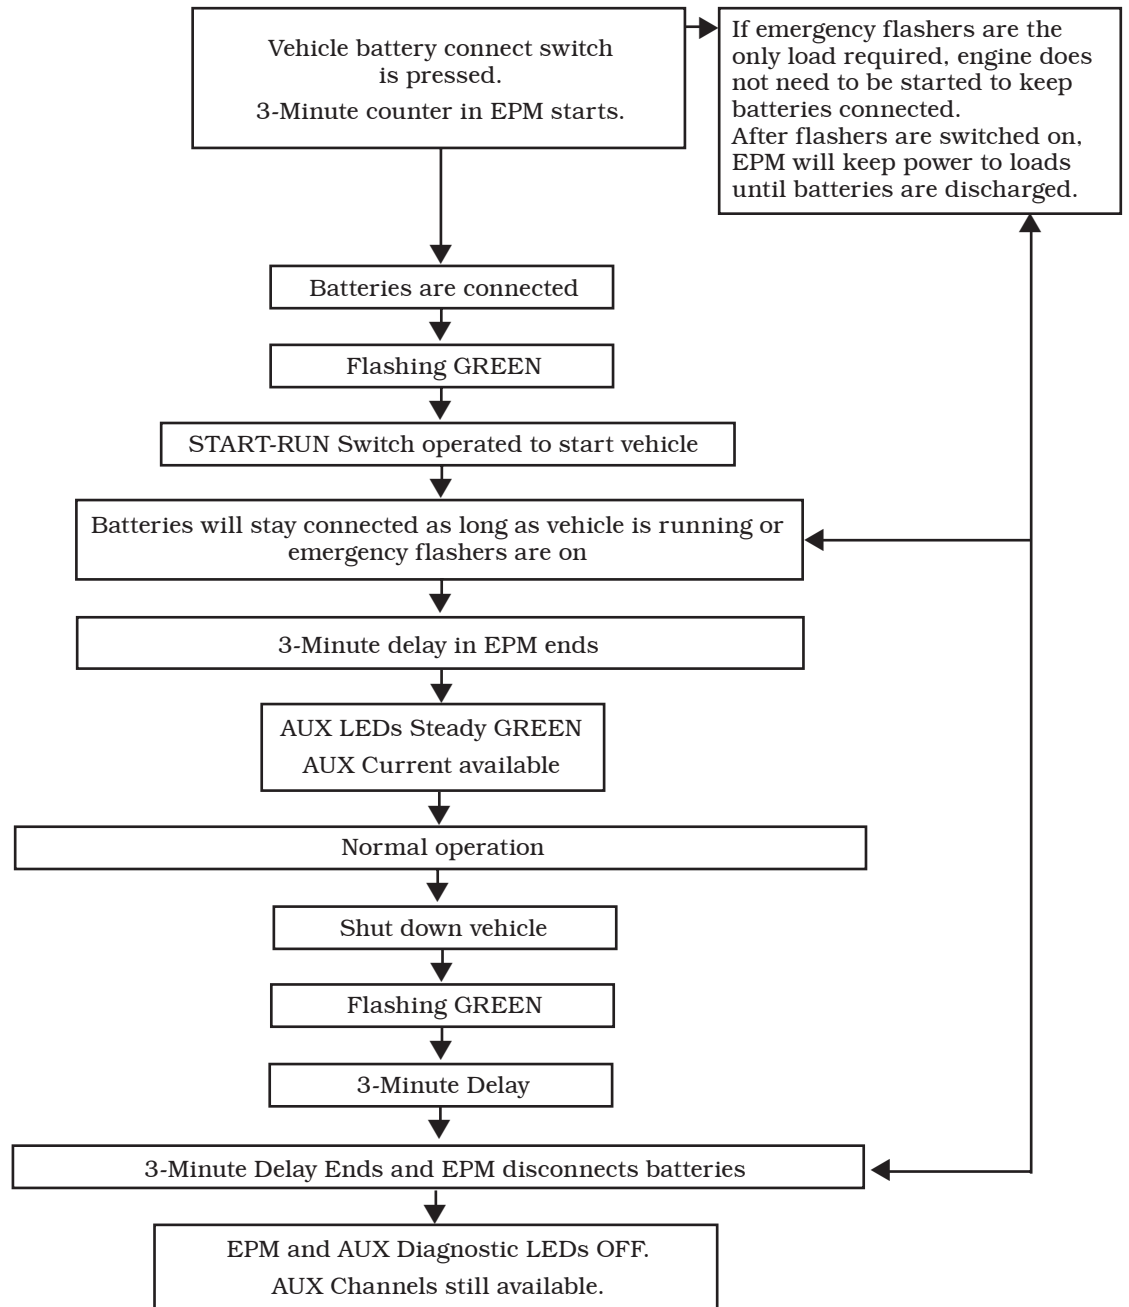 Vehicle battery connect switch
is pressed.
3-Minute counter in EPM starts.
If emergency flashers are the
only load required, engine does
not need to be started to keep
batteries connected.
After flashers are switched on,
EPM will keep power to loads
until batteries are discharged.
Batteries are connected
Flashing GREEN
START-RUN Switch operated to start vehicle
Batteries will stay connected as long as vehicle is running or
emergency flashers are on
3-Minute delay in EPM ends
AUX LEDs Steady GREEN
AUX Current available
Normal operation
Shut down vehicle
Flashing GREEN
3-Minute Delay
3-Minute Delay Ends and EPM disconnects batteries
EPM and AUX Diagnostic LEDs OFF.
AUX Channels still available.